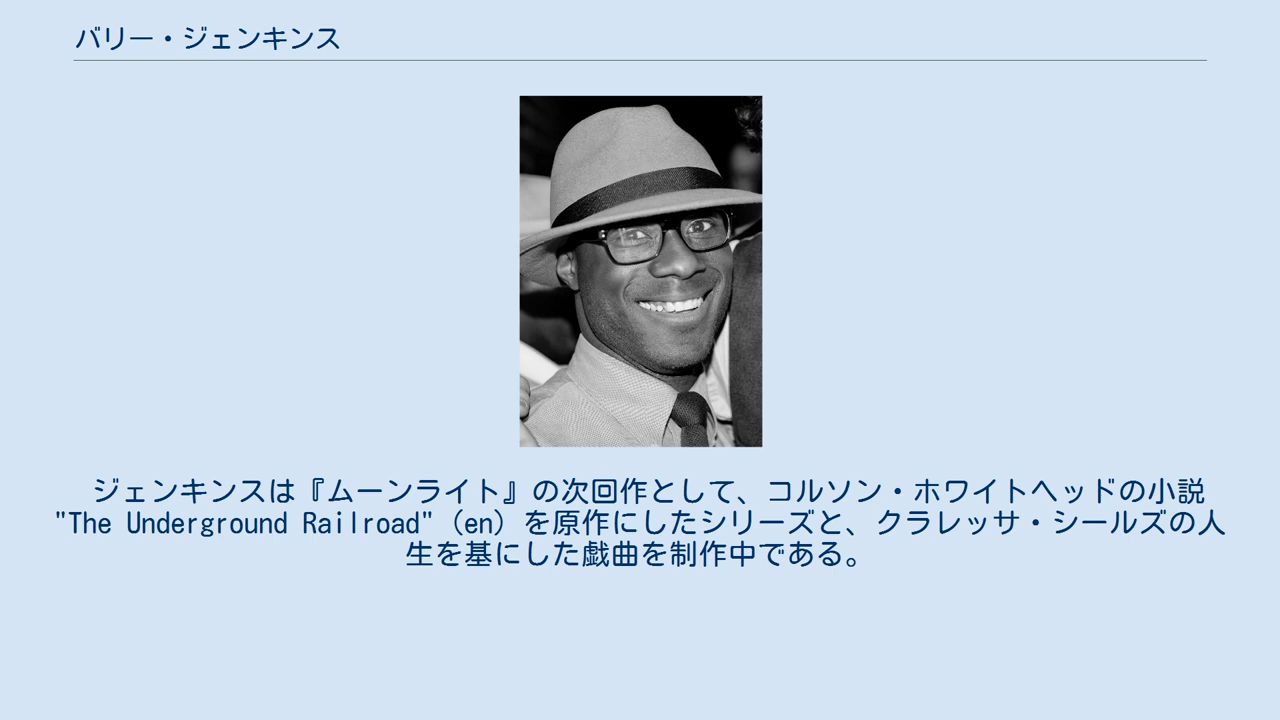 バリー・ジェンキンス
ジェンキンスは『ムーンライト』の次回作として、コルソン・ホワイトヘッドの小説
"The Underground Railroad"（en）を原作にしたシリーズと、クラレッサ・シールズの人
生を基にした戯曲を制作中である。